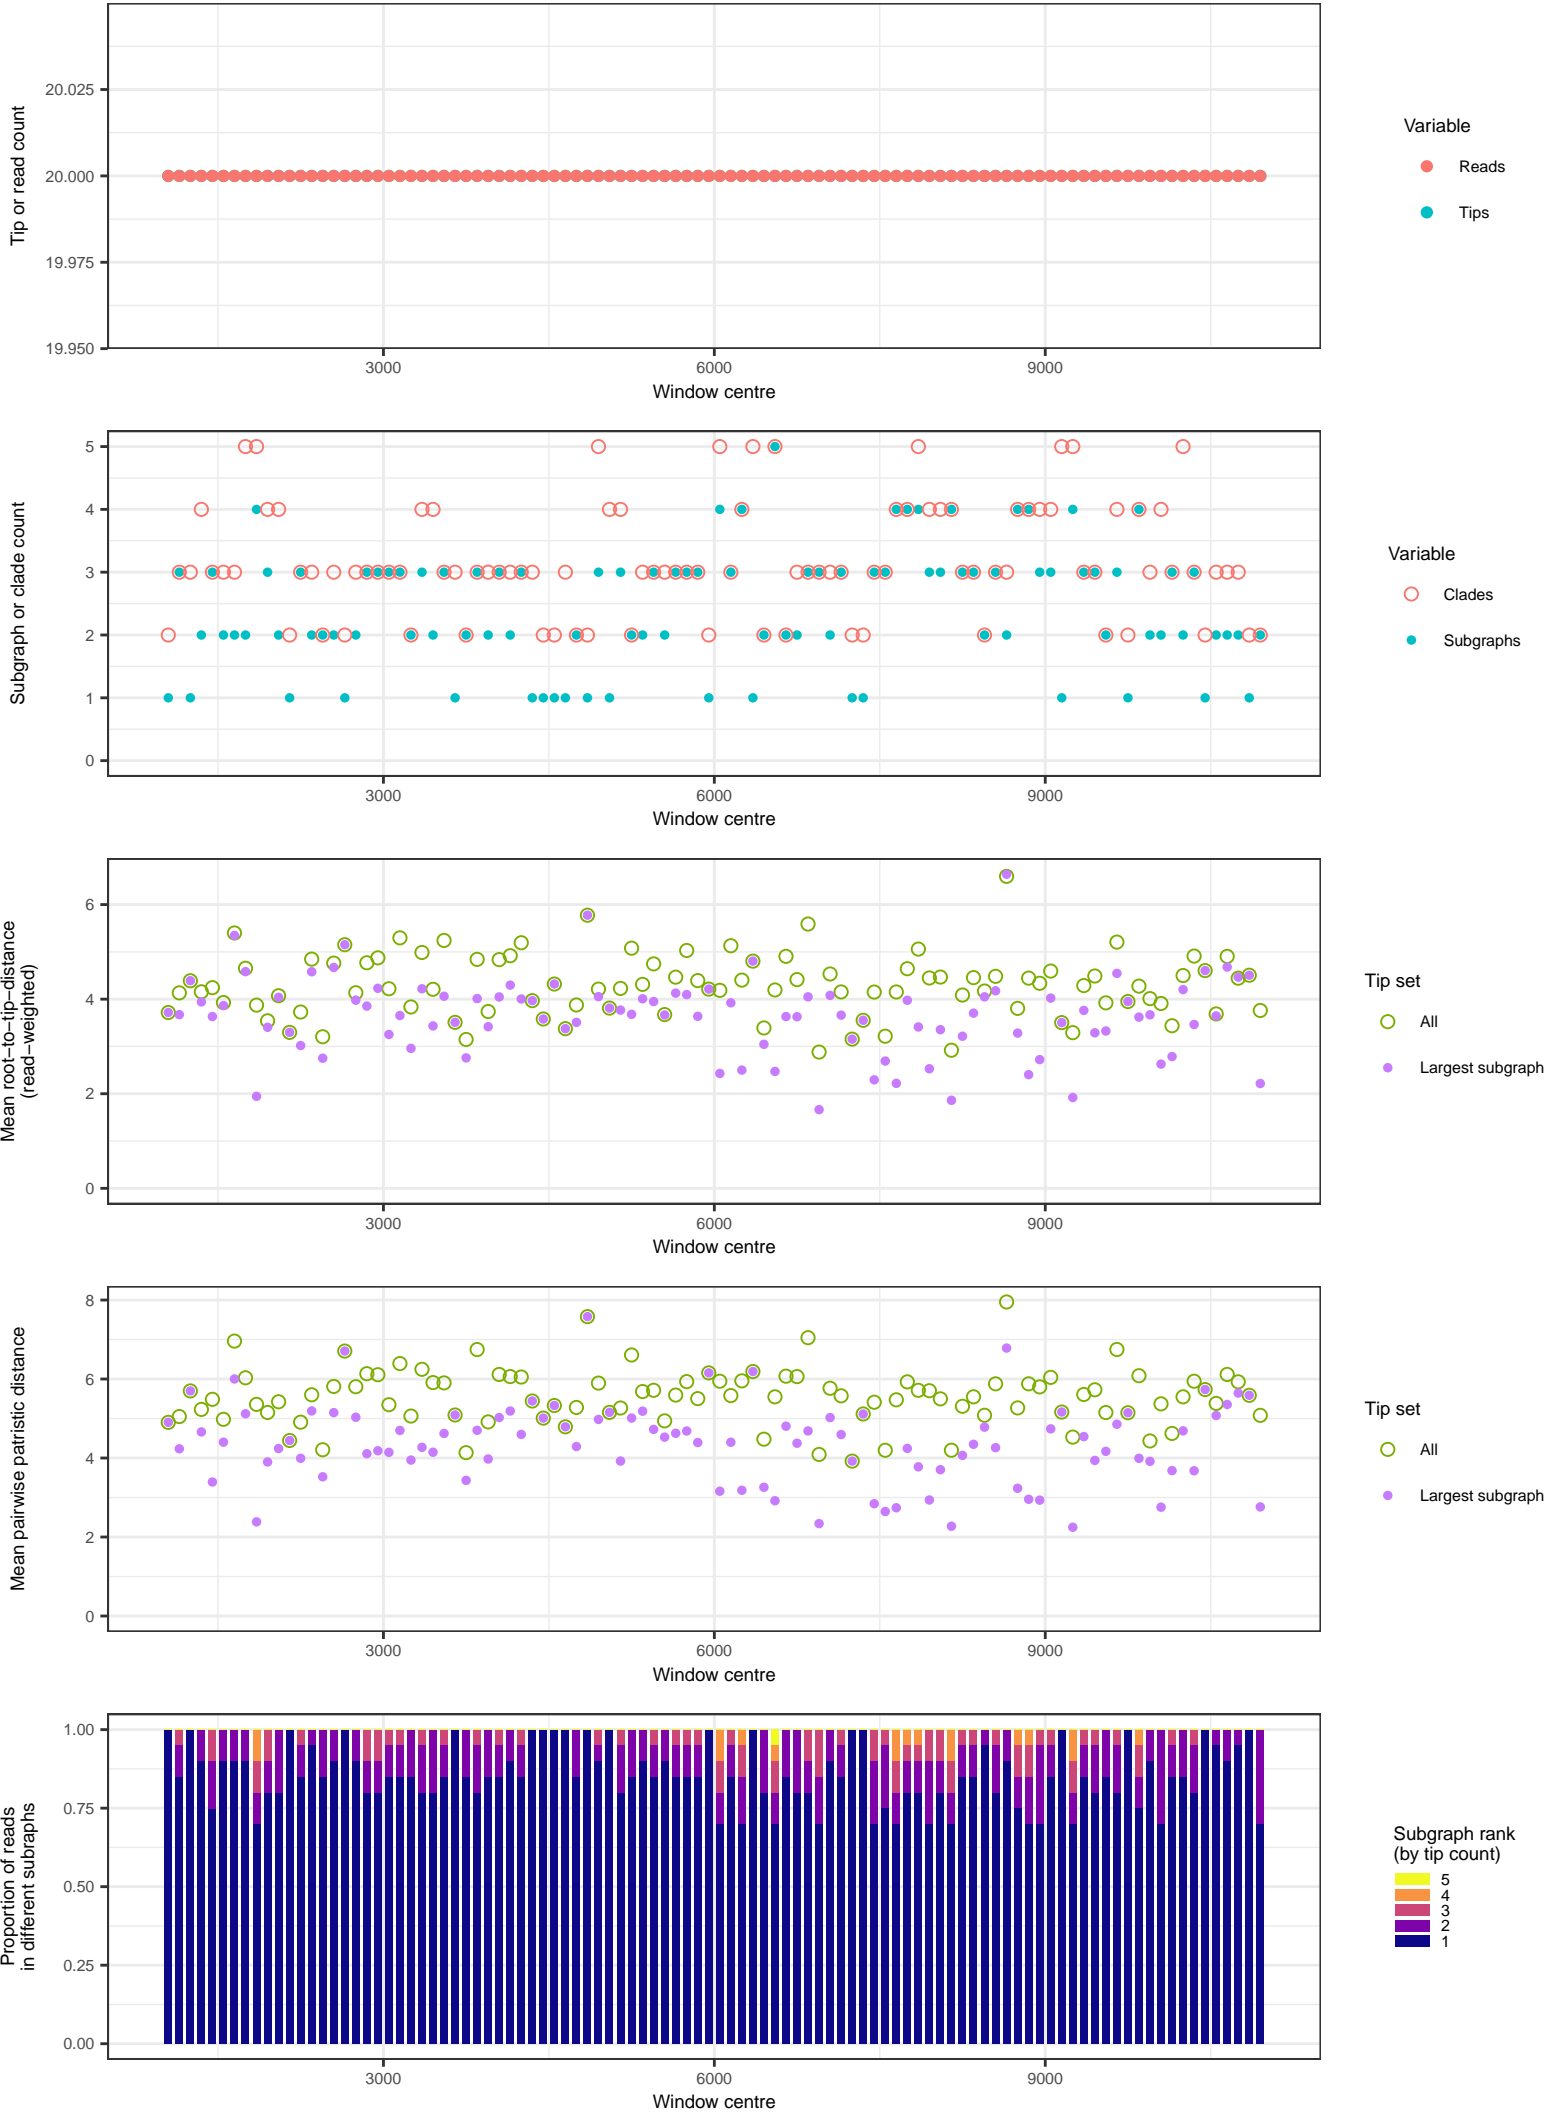 Tip or read count
20.025
20.000
19.975
19.950
3000 6000 9000
Window centre
Variable
Reads
Tips
Subgraph or clade count
5
4
3
2
1
0
3000 6000 9000
Window centre
Variable
Clades
Subgraphs
Mean root−to−tip−distance
(read−weighted)
6
4
2
0
3000 6000 9000
Window centre
Tip set
All
Largest subgraph
Mean pairwise patristic distance
8
6
4
2
0
3000 6000 9000
Window centre
Tip set
All
Largest subgraph
Proportion of reads
in different subraphs
1.00
0.75
0.50
0.25
0.00
3000 6000 9000
Window centre
Subgraph rank
(by tip count)
5
4
3
2
1